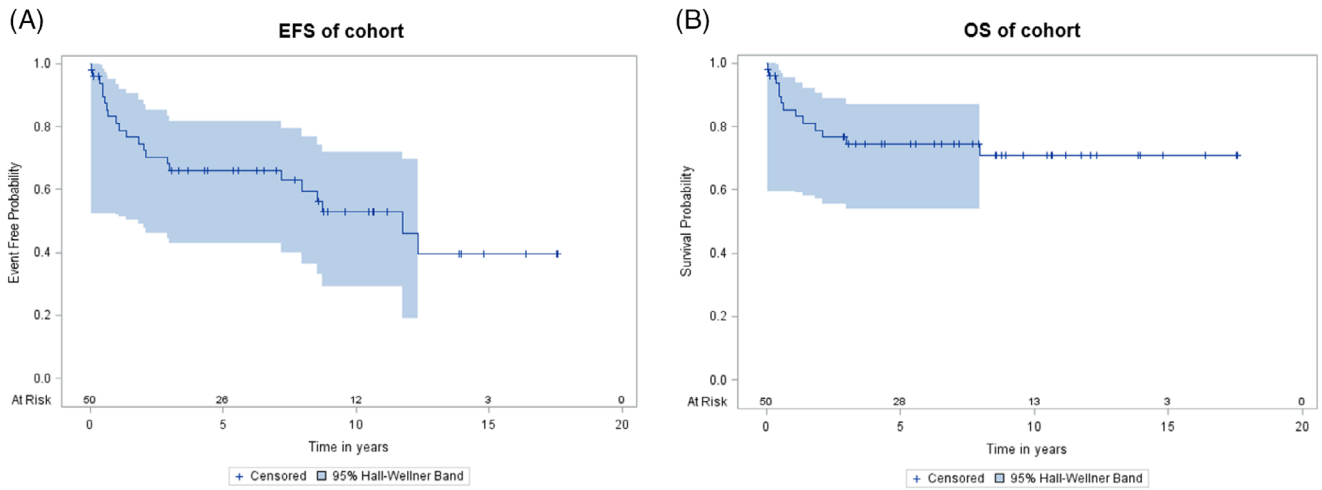 (A)
EFS of cohort
Event Free Probability
1.0
0.8
0.6
0.4
0.2
0.0
At Risk 50 26 12 3 0
0 5 10 15 20
Time in years
Censored 95% Hall-Wellner Band
(B)
OS of cohort
Survival Probability
1.0
0.8
0.6
0.4
0.2
0.0
At Risk 50 28 13 3 0
0 5 10 15 20
Time in years
Censored 95% Hall-Wellner Band